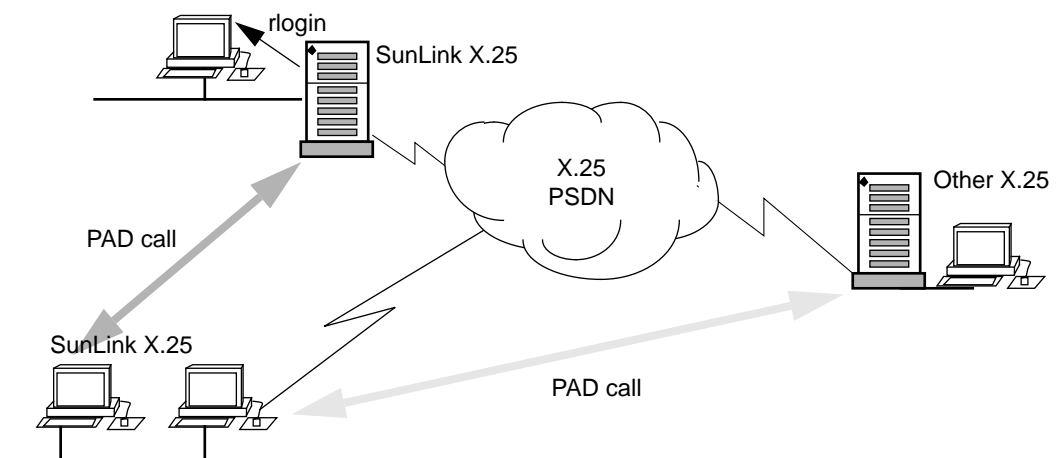 rlogin
SunLink X.25
X.25
PSDN
Other X.25
PAD call
SunLink X.25
PAD call